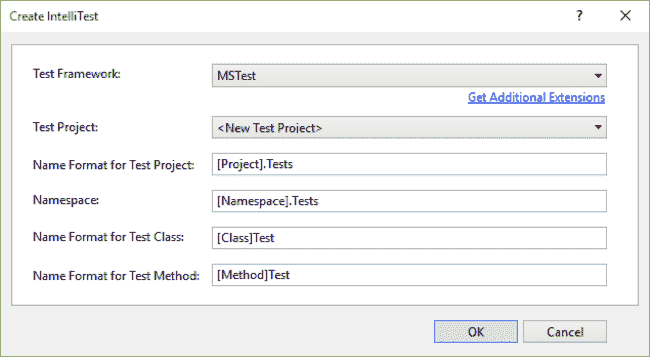 Create IntelliTest
Test Framework: MSTest
Get Additional Extensions
Test Project: <New Test Project>
Name Format for Test Project: [Project].Tests
Namespace: [Namespace].Tests
Name Format for Test Class: [Class]Test
Name Format for Test Method: [Method]Test
OK Cancel